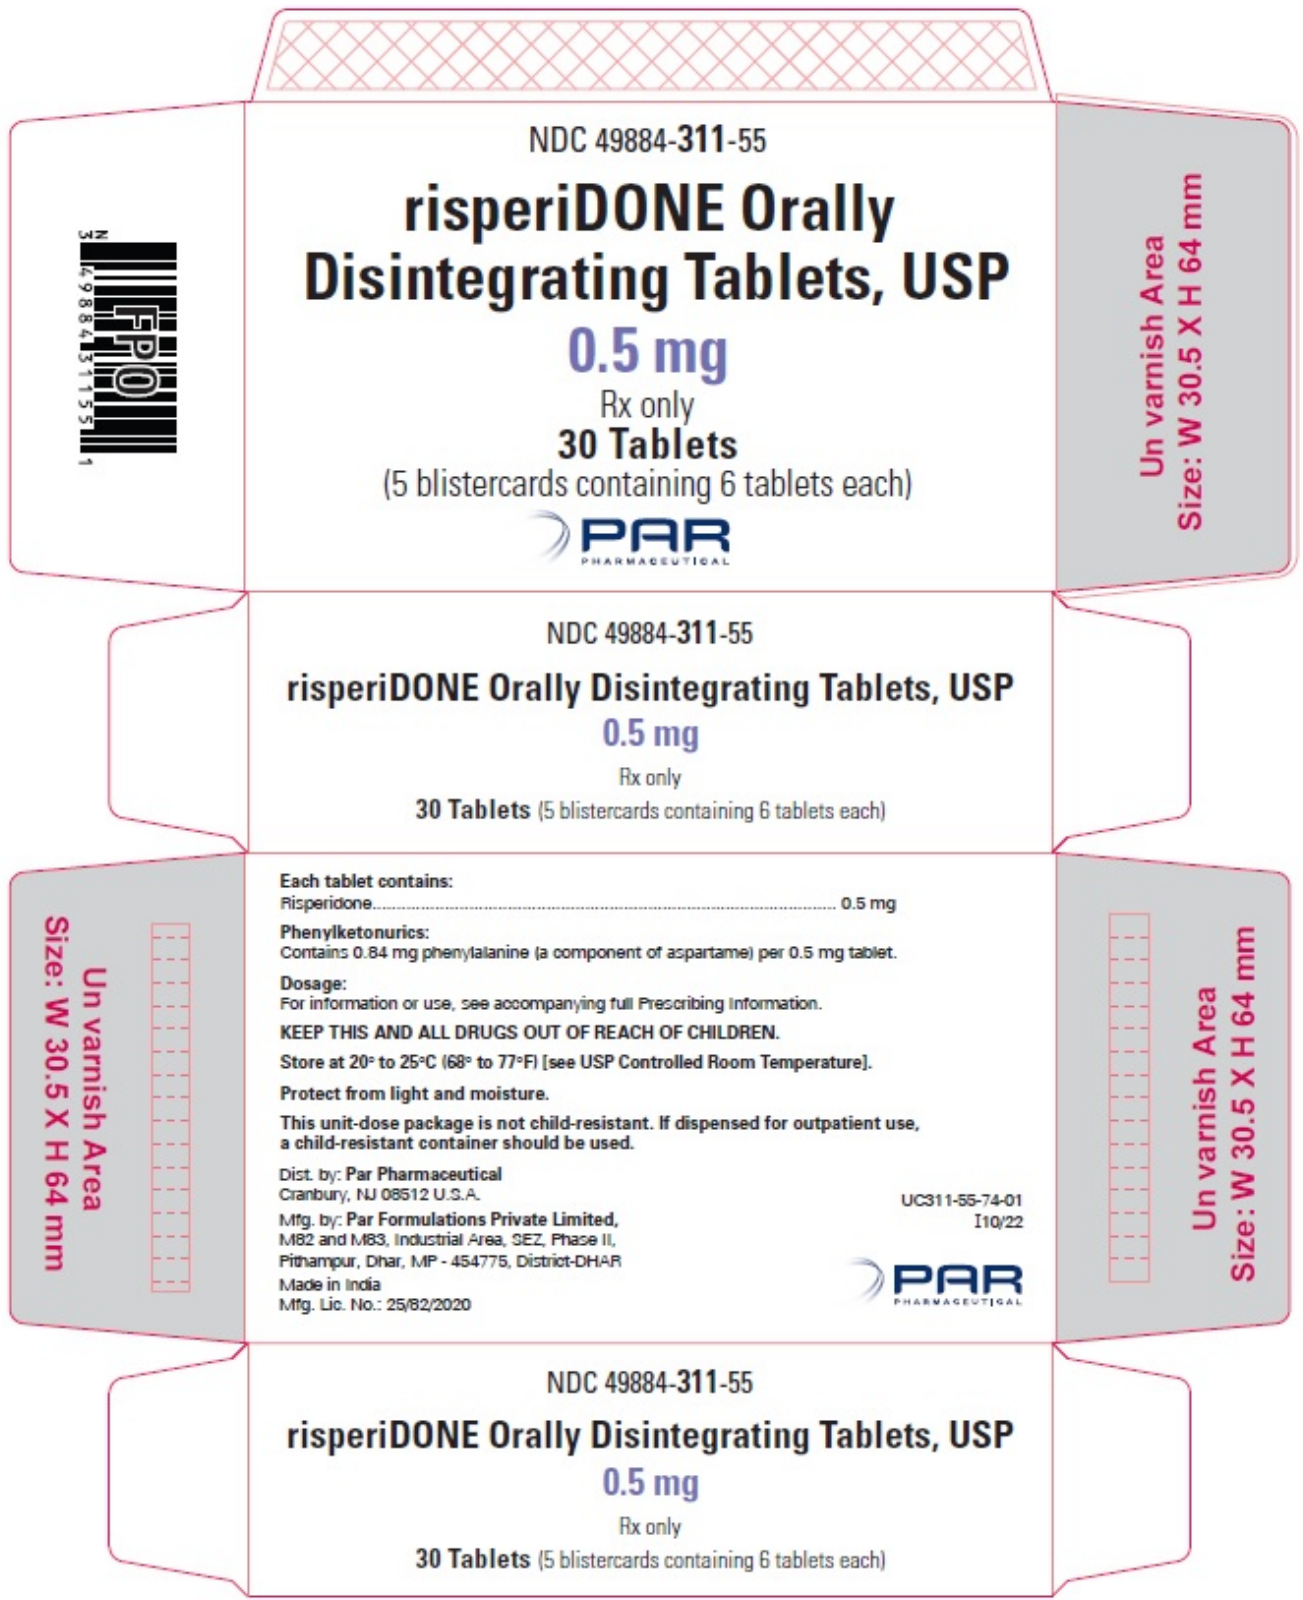 NDC 49884-311-55
risperiDONE Orally
Disintegrating Tablets, USP
0.5 mg
Rx only
30 Tablets
(5 blistercards containing 6 tablets each)
PAR
PHARMACEUTICAL
N
3 49884 31155 1
FPO
Un varnish Area
Size: W 30.5 X H 64 mm
NDC 49884-311-55
risperiDONE Orally Disintegrating Tablets, USP
0.5 mg
Rx only
30 Tablets (5 blistercards containing 6 tablets each)
Un varnish Area
Size: W 30.5 X H 64 mm
Each tablet contains:
Risperidone........................................................................................................ 0.5 mg
Phenylketonurics:
Contains 0.84 mg phenylalanine (a component of aspartame) per 0.5 mg tablet.
Dosage:
For information or use, see accompanying full Prescribing Information.
KEEP THIS AND ALL DRUGS OUT OF REACH OF CHILDREN.
Store at 20° to 25°C (68° to 77°F) [see USP Controlled Room Temperature].
Protect from light and moisture.
This unit-dose package is not child-resistant. If dispensed for outpatient use,
a child-resistant container should be used.
Dist. by: Par Pharmaceutical
Cranbury, NJ 08512 U.S.A.
Mfg. by: Par Formulations Private Limited,
M82 and M83, Industrial Area, SEZ, Phase II,
Pithampur, Dhar, MP - 454775, District-DHAR
Made in India
Mfg. Lic. No.: 25/82/2020
UC311-55-74-01
I10/22
PAR
PHARMACEUTICAL
Un varnish Area
Size: W 30.5 X H 64 mm
NDC 49884-311-55
risperiDONE Orally Disintegrating Tablets, USP
0.5 mg
Rx only
30 Tablets (5 blistercards containing 6 tablets each)